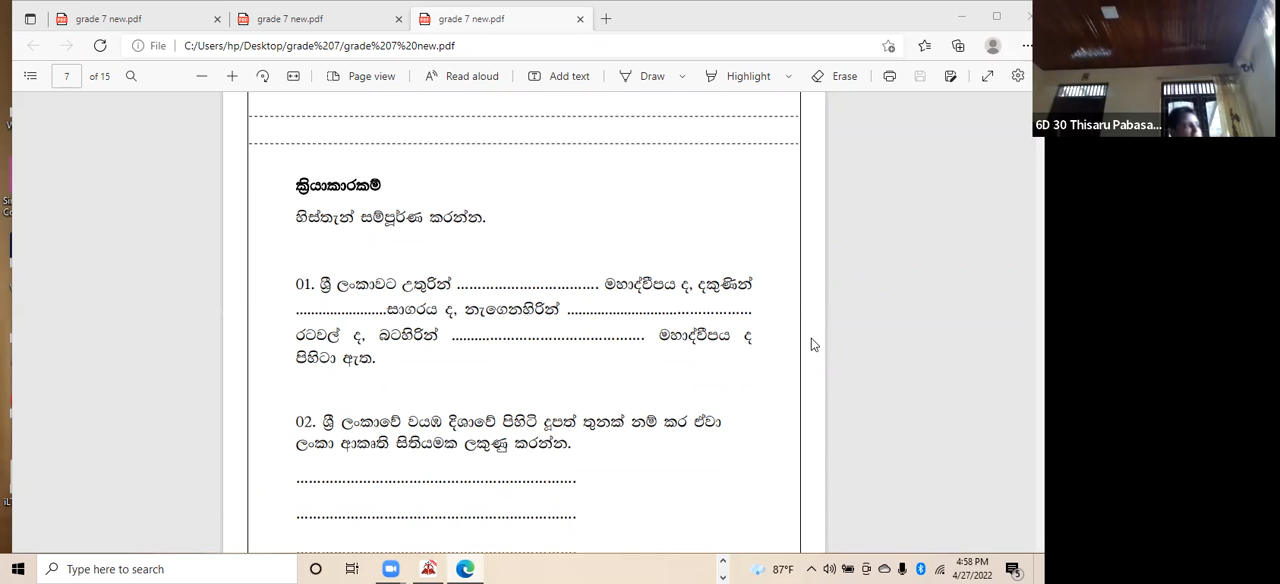 grade 7 new.pdf
grade 7 new.pdf
grade 7 new.pdf
File C:/Users/hp/Desktop/grade%207/grade%207%20new.pdf
7 of 15 Page view Read aloud Add text Draw Highlight Erase
ක්‍රියාකාරකම්
හිස්තැන් සම්පූර්ණ කරන්න.
01. ශ්‍රී ලංකාවට උතුරින් .................................. මහාද්වීපය ද, දකුණින්
........................සාගරය ද, නැගෙනහිරින් ............................................
රටවල් ද, බටහිරින් .............................................. මහාද්වීපය ද
පිහිටා ඇත.
02. ශ්‍රී ලංකාවේ වයඹ දිශාවේ පිහිටි දූපත් තුනක් නම් කර ඒවා
ලංකා ආකෘති සිතියමක ලකුණු කරන්න.
...................................................................
...................................................................
6D 30 Thisaru Pabasa...
Type here to search
87°F
4:58 PM
4/27/2022
5